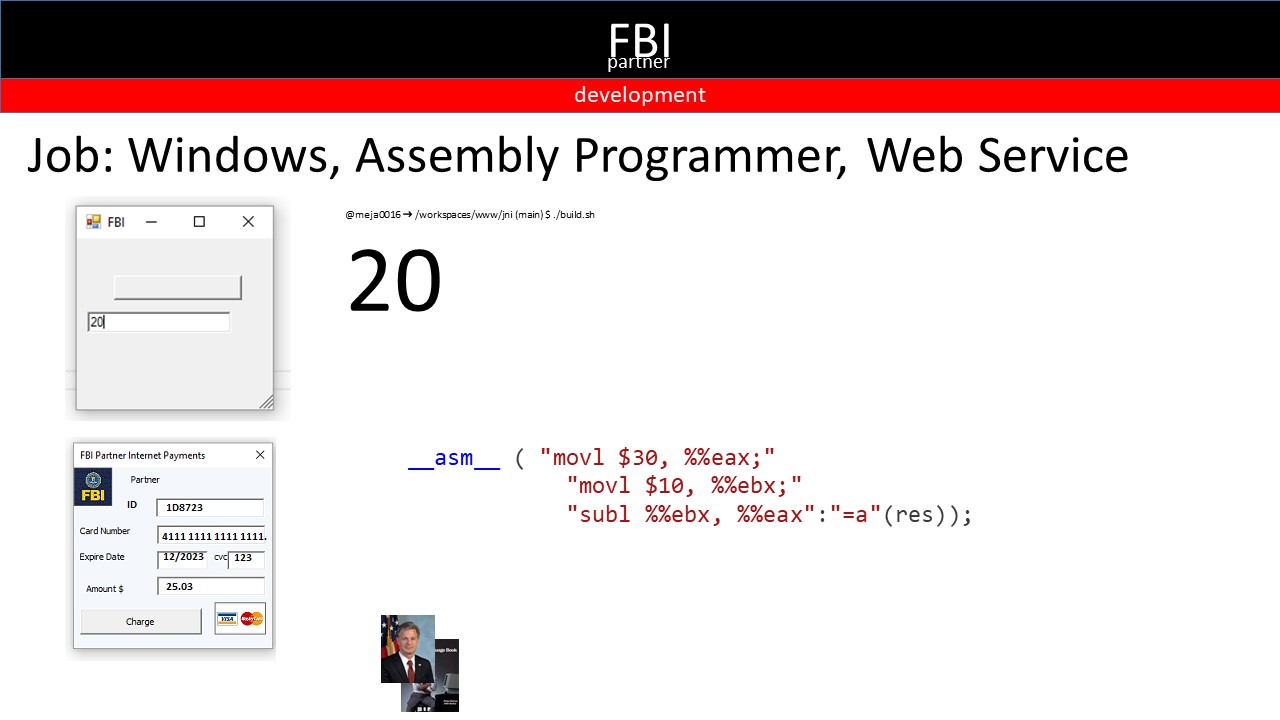 FBI
partner
development
Job: Windows, Assembly Programmer, Web Service
FBI
20
@meja0016 ➜ /workspaces/www/jni (main) $ ./build.sh
20
__asm__ ( "movl $30, %%eax;"
"movl $10, %%ebx;"
"subl %%ebx, %%eax":"=a"(res));
FBI Partner Internet Payments
FBI
Partner
ID 1D8723
Card Number 4111 1111 1111 1111.
Expire Date 12/2023 cvc 123
Amount $ 25.03
Charge
VISA MasterCard